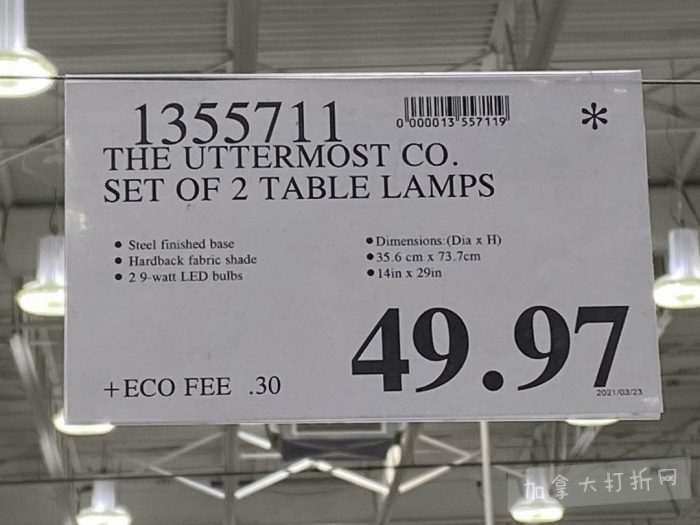 1355711
0 000013 557119
*
THE UTTERMOST CO.
SET OF 2 TABLE LAMPS
• Steel finished base
• Hardback fabric shade
• 2 9-watt LED bulbs
• Dimensions:(Dia x H)
• 35.6 cm x 73.7cm
• 14in x 29in
49.97
+ECO FEE .30
2021/03/23
加拿大打折网